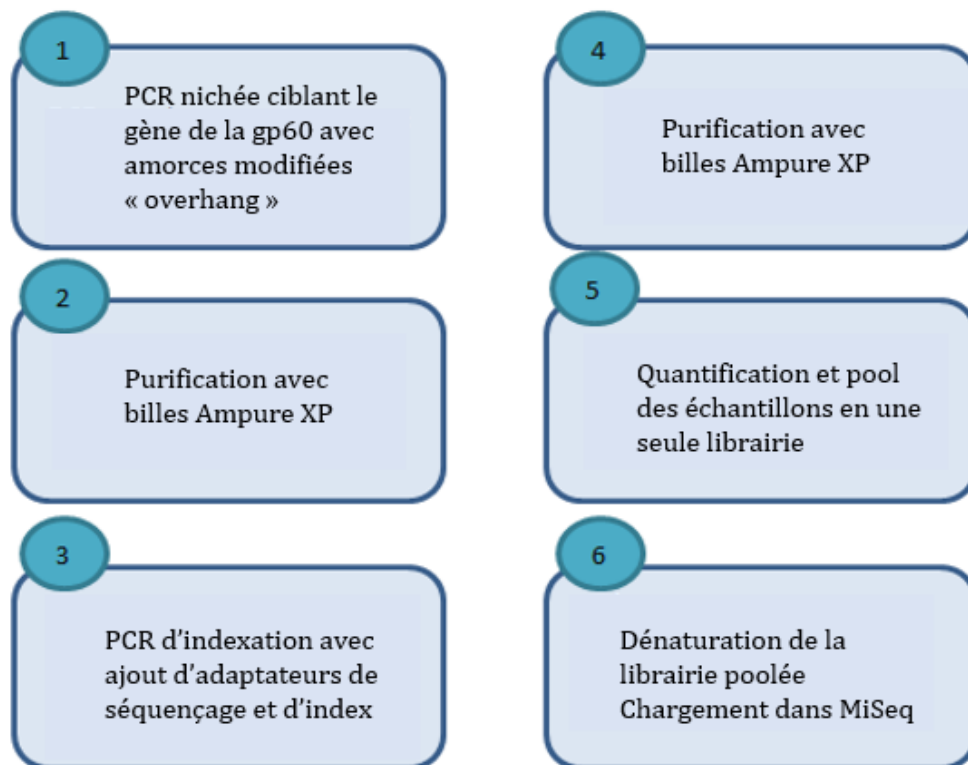 1
PCR nichée ciblant le
gène de la gp60 avec
amorces modifiées
« overhang »
2
Purification avec
billes Ampure XP
3
PCR d'indexation avec
ajout d'adaptateurs de
séquençage et d'index
4
Purification avec
billes Ampure XP
5
Quantification et pool
des échantillons en une
seule librairie
6
Dénaturation de la
librairie poolée
Chargement dans MiSeq